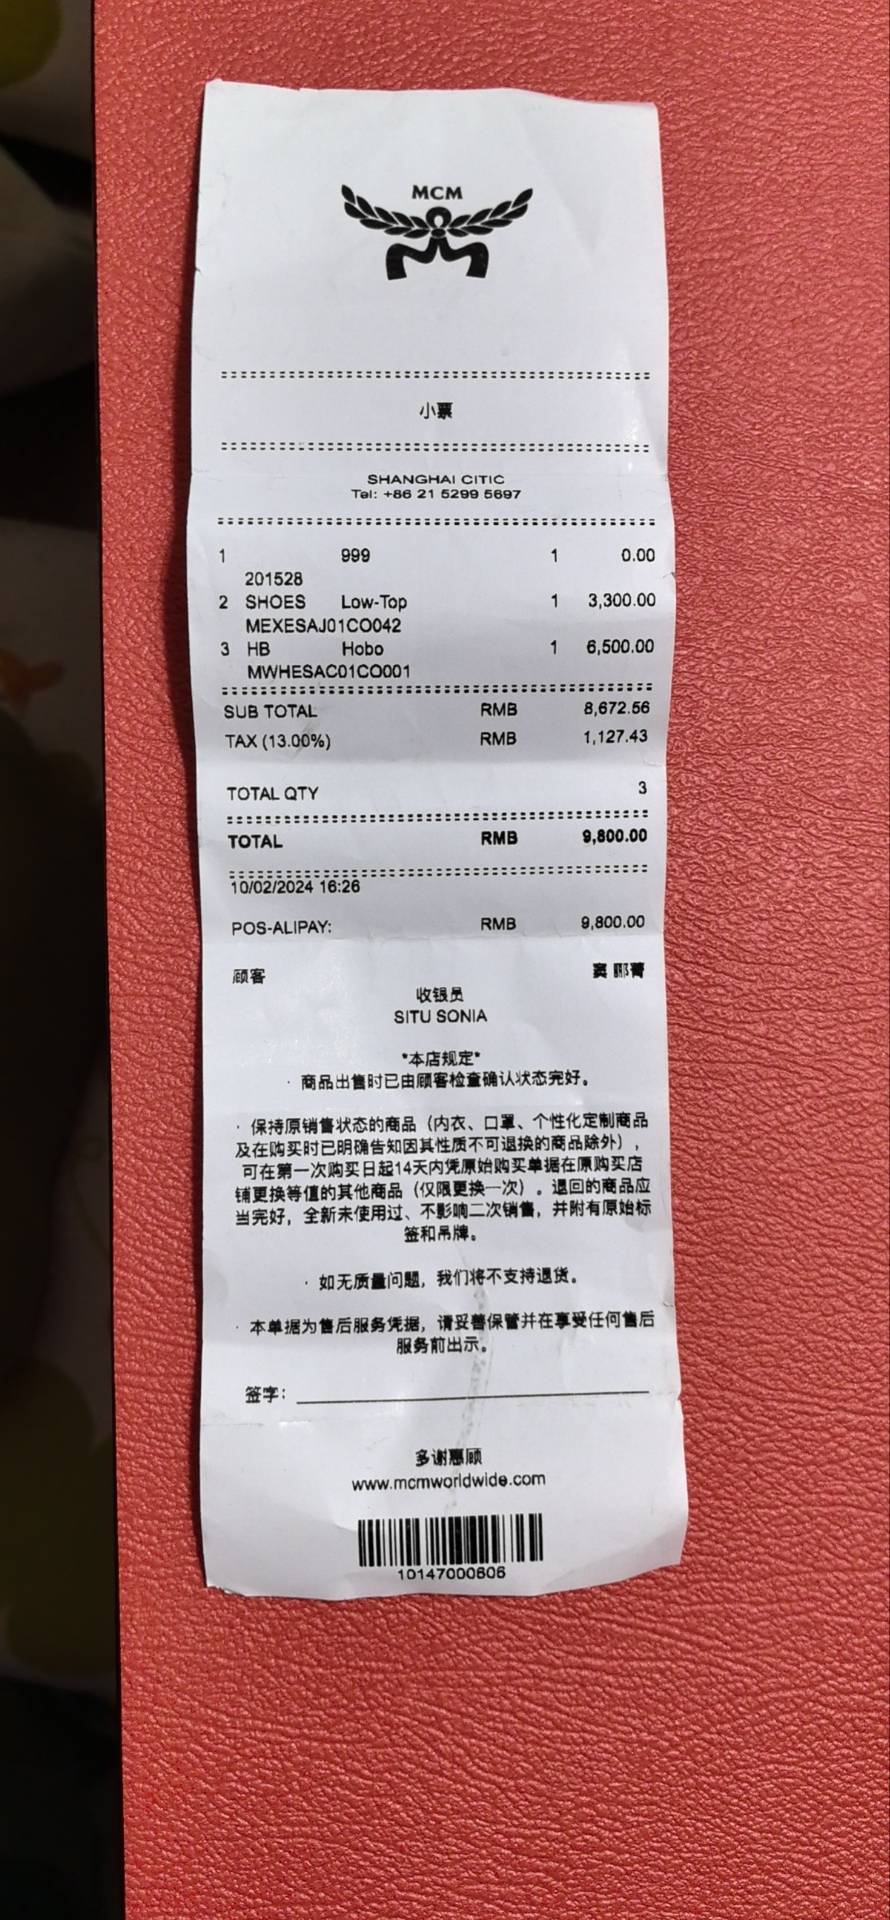 MCM
小票
SHANGHAI CITIC
Tel: +86 21 5299 5697
1 999 1 0.00
201528
2 SHOES Low-Top 1 3,300.00
MEXESAJ01CO042
3 HB Hobo 1 6,500.00
MWHESAC01CO001
SUB TOTAL RMB 8,672.56
TAX (13.00%) RMB 1,127.43
TOTAL QTY 3
TOTAL RMB 9,800.00
10/02/2024 16:26
POS-ALIPAY: RMB 9,800.00
顾客
收银员
SITU SONIA
*本店规定*
· 商品出售时已由顾客检查确认状态完好。
· 保持原销售状态的商品（内衣、口罩、个性化定制商品
及在购买时已明确告知因其性质不可退换的商品除外），
可在第一次购买日起14天内凭原始购买单据在原购买店
铺更换等值的其他商品（仅限更换一次）。退回的商品应
当完好，全新未使用过、不影响二次销售，并附有原始标
签和吊牌。
· 如无质量问题，我们将不支持退货。
· 本单据为售后服务凭据，请妥善保管并在享受任何售后
服务前出示。
签字：
多谢惠顾
www.mcmworldwide.com
10147000606